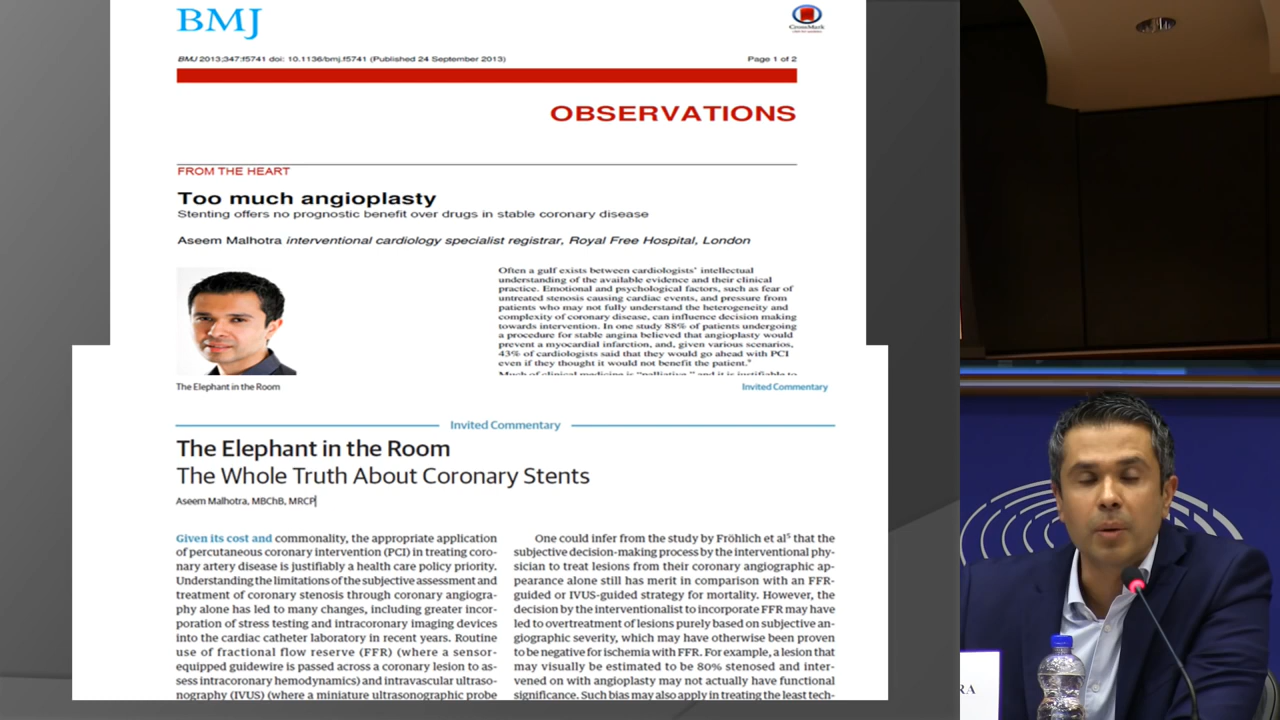 BMJ
CrossMark
BMJ 2013;347:f5741 doi: 10.1136/bmj.f5741 (Published 24 September 2013)
Page 1 of 2
OBSERVATIONS
FROM THE HEART
Too much angioplasty
Stenting offers no prognostic benefit over drugs in stable coronary disease
Aseem Malhotra interventional cardiology specialist registrar, Royal Free Hospital, London
Often a gulf exists between cardiologists' intellectual
understanding of the available evidence and their clinical
practice. Emotional and psychological factors, such as fear of
untreated stenosis causing cardiac events, and pressure from
patients who may not fully understand the heterogeneity and
complexity of coronary disease, can influence decision making
towards intervention. In one study 88% of patients undergoing
a procedure for stable angina believed that angioplasty would
prevent a myocardial infarction, and, given various scenarios,
43% of cardiologists said that they would go ahead with PCI
even if they thought it would not benefit the patient.
Much of clinical medicine is "palliative," and it is justifiable to
The Elephant in the Room
Invited Commentary
Invited Commentary
The Elephant in the Room
The Whole Truth About Coronary Stents
Aseem Malhotra, MBChB, MRCP
Given its cost and commonality, the appropriate application
of percutaneous coronary intervention (PCI) in treating coro-
nary artery disease is justifiably a health care policy priority.
Understanding the limitations of the subjective assessment and
treatment of coronary stenosis through coronary angiogra-
phy alone has led to many changes, including greater incor-
poration of stress testing and intracoronary imaging devices
into the cardiac catheter laboratory in recent years. Routine
use of fractional flow reserve (FFR) (where a sensor-
equipped guidewire is passed across a coronary lesion to as-
sess intracoronary hemodynamics) and intravascular ultraso-
nography (IVUS) (where a miniature ultrasonographic probe
One could infer from the study by Fröhlich et al5 that the
subjective decision-making process by the interventional phy-
sician to treat lesions from their coronary angiographic ap-
pearance alone still has merit in comparison with an FFR-
guided or IVUS-guided strategy for mortality. However, the
decision by the interventionalist to incorporate FFR may have
led to overtreatment of lesions purely based on subjective an-
giographic severity, which may have otherwise been proven
to be negative for ischemia with FFR. For example, a lesion that
may visually be estimated to be 80% stenosed and inter-
vened on with angioplasty may not actually have functional
significance. Such bias may also apply in treating the least tech-
RA